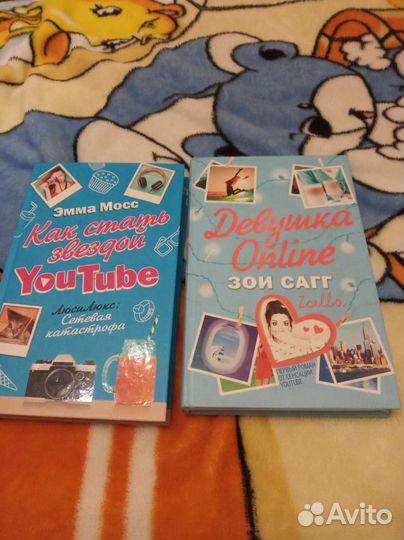 Эмма Мосс
Как стать
звездой
YouTube
ЛюсиЛюкс:
Сетевая
катастрофа
Девушка
Online
ЗОИ САГГ
Zoella
ПЕРВЫЙ РОМАН
ОТ СЕНСАЦИИ
YOUTUBE
Avito